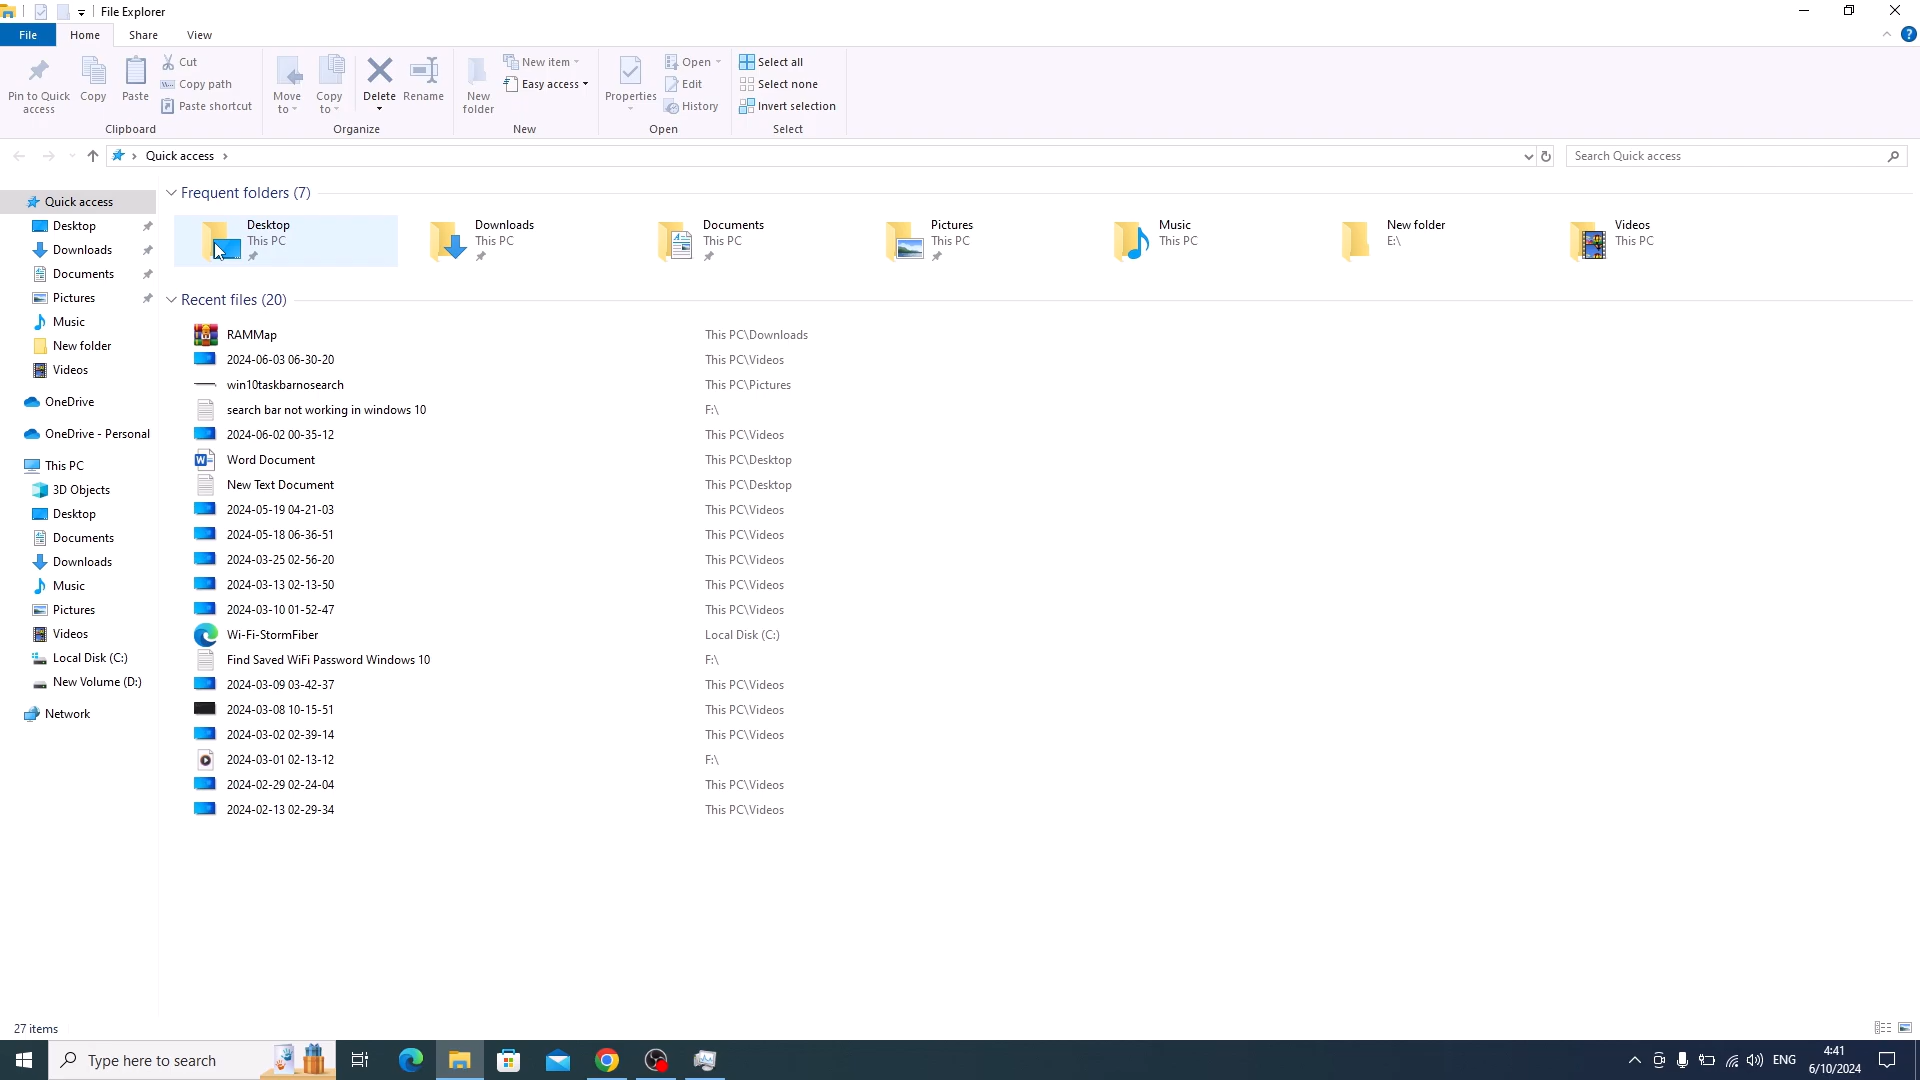 File Explorer
File Home Share View
Pin to Quick access
Copy
Paste
Cut
Copy path
Paste shortcut
Clipboard
Move to
Copy to
Delete
Rename
Organize
New folder
New item
Easy access
New
Properties
Open
Edit
History
Open
Select all
Select none
Invert selection
Select
Quick access
Search Quick access
Quick access
Desktop
Downloads
Documents
Pictures
Music
New folder
Videos
OneDrive
OneDrive - Personal
This PC
3D Objects
Desktop
Documents
Downloads
Music
Pictures
Videos
Local Disk (C:)
New Volume (D:)
Network
Frequent folders (7)
Desktop
This PC
Downloads
This PC
Documents
This PC
Pictures
This PC
Music
This PC
New folder
E:\
Videos
This PC
Recent files (20)
RAMMap This PC\Downloads
2024-06-03 06-30-20 This PC\Videos
win10taskbarnosearch This PC\Pictures
search bar not working in windows 10 F:\
2024-06-02 00-35-12 This PC\Videos
Word Document This PC\Desktop
New Text Document This PC\Desktop
2024-05-19 04-21-03 This PC\Videos
2024-05-18 06-36-51 This PC\Videos
2024-03-25 02-56-20 This PC\Videos
2024-03-13 02-13-50 This PC\Videos
2024-03-10 01-52-47 This PC\Videos
Wi-Fi-StormFiber Local Disk (C:)
Find Saved WiFi Password Windows 10 F:\
2024-03-09 03-42-37 This PC\Videos
2024-03-08 10-15-51 This PC\Videos
2024-03-02 02-39-14 This PC\Videos
2024-03-01 02-13-12 F:\
2024-02-29 02-24-04 This PC\Videos
2024-02-13 02-29-34 This PC\Videos
27 items
Type here to search
ENG
4:41
6/10/2024